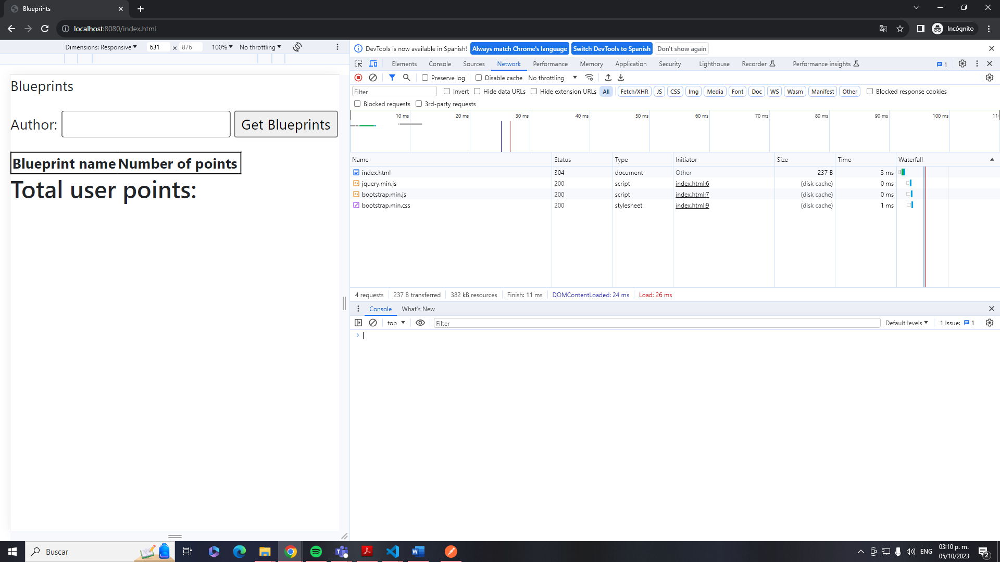 Blueprints
localhost:8080/index.html
Incógnito
Dimensions: Responsive 631 × 876 100% No throttling
DevTools is now available in Spanish! Always match Chrome's language Switch DevTools to Spanish Don't show again
Elements Console Sources Network Performance Memory Application Security Lighthouse Recorder Performance insights 1
Preserve log Disable cache No throttling
Filter Invert Hide data URLs Hide extension URLs All Fetch/XHR JS CSS Img Media Font Doc WS Wasm Manifest Other Blocked response cookies
Blocked requests 3rd-party requests
10 ms 20 ms 30 ms 40 ms 50 ms 60 ms 70 ms 80 ms 90 ms 100 ms
Name Status Type Initiator Size Time Waterfall
index.html 304 document Other 237 B 3 ms
jquery.min.js 200 script index.html:6 (disk cache) 0 ms
bootstrap.min.js 200 script index.html:7 (disk cache) 0 ms
bootstrap.min.css 200 stylesheet index.html:9 (disk cache) 1 ms
4 requests 237 B transferred 382 kB resources Finish: 11 ms DOMContentLoaded: 24 ms Load: 26 ms
Console What's New
top Filter Default levels 1 Issue: 1
Blueprints
Author: Get Blueprints
Blueprint name Number of points
Total user points:
Buscar
ENG
03:10 p. m.
05/10/2023
2